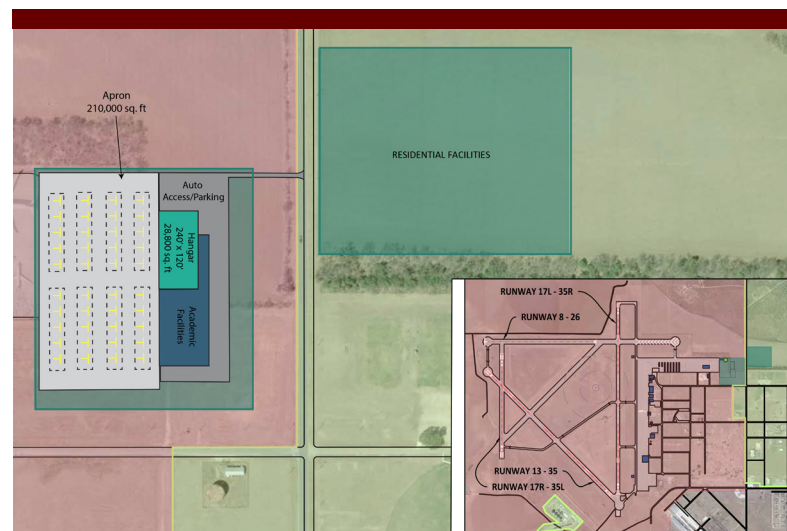 Apron
210,000 sq. ft
RESIDENTIAL FACILITIES
Auto
Access/Parking
Hangar
240' x 120'
28,800 sq. ft
Academic
Facilities
RUNWAY 17L - 35R
RUNWAY 8 - 26
RUNWAY 13 - 35
RUNWAY 17R - 35L